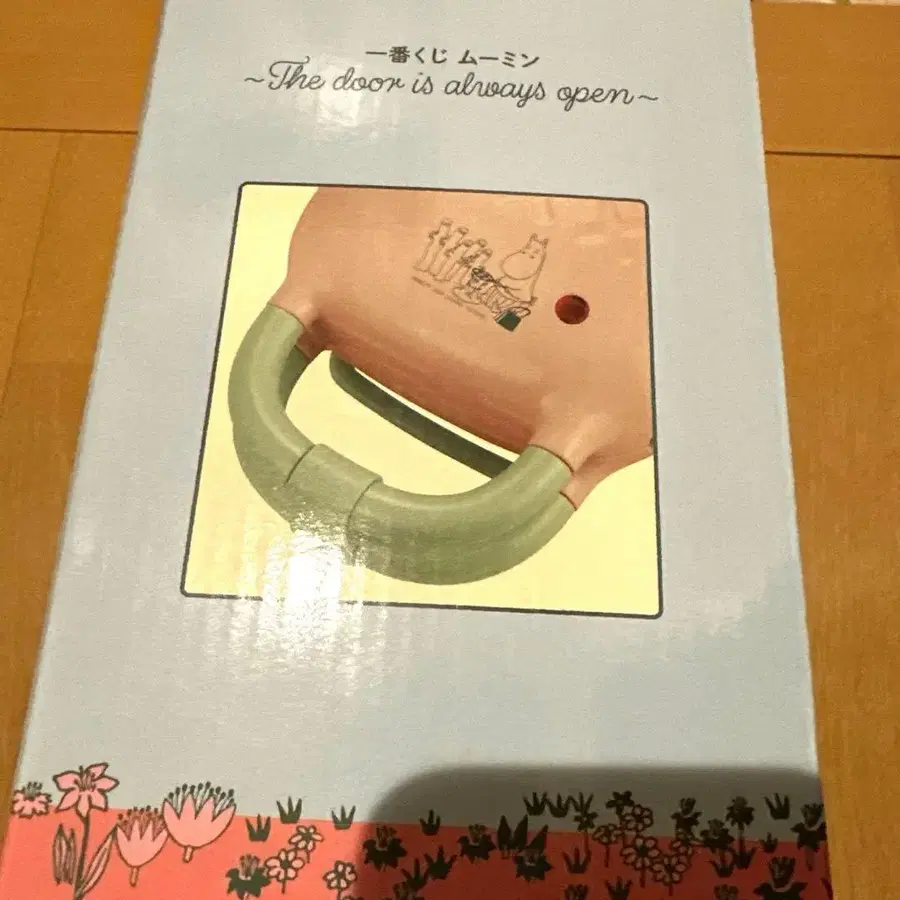 一番くじ ムーミン
~The door is always open~